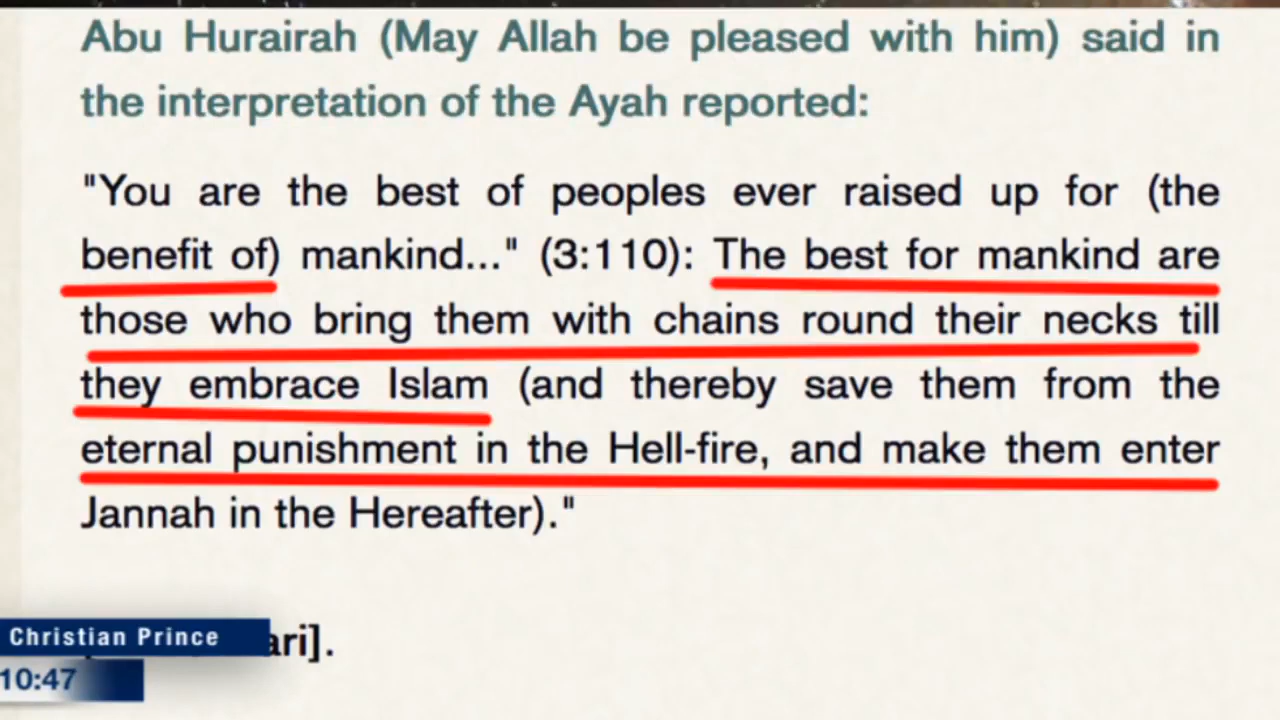 Abu Hurairah (May Allah be pleased with him) said in
the interpretation of the Ayah reported:
"You are the best of peoples ever raised up for (the
benefit of) mankind..." (3:110): The best for mankind are
those who bring them with chains round their necks till
they embrace Islam (and thereby save them from the
eternal punishment in the Hell-fire, and make them enter
Jannah in the Hereafter)."
Christian Prince
ari].
10:47